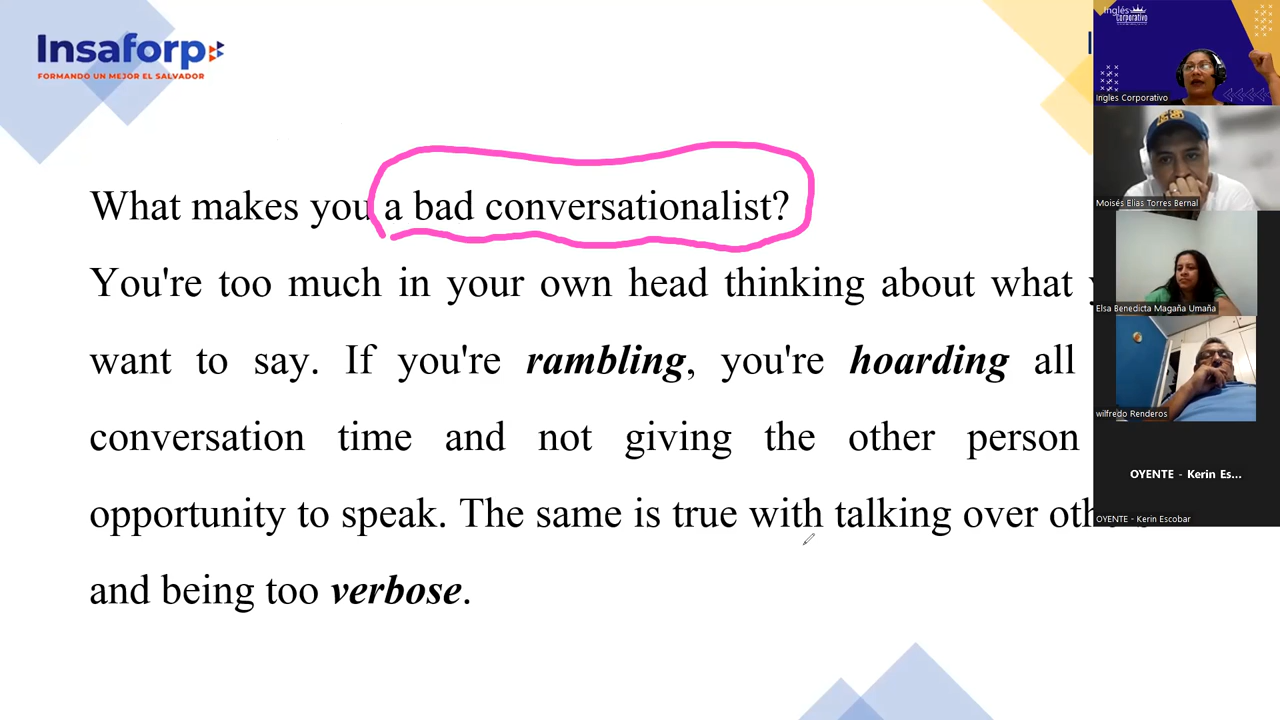 Insaforp
FORMANDO UN MEJOR EL SALVADOR
What makes you a bad conversationalist?
You're too much in your own head thinking about what
want to say. If you're rambling, you're hoarding all
conversation time and not giving the other person
opportunity to speak. The same is true with talking over
and being too verbose.
Inglés
Corporativo
Ingles Corporativo
Moisés Elias Torres Bernal
Elsa Benedicta Magaña Umaña
wilfredo Renderos
OYENTE - Kerin Es...
OYENTE - Kerin Escobar